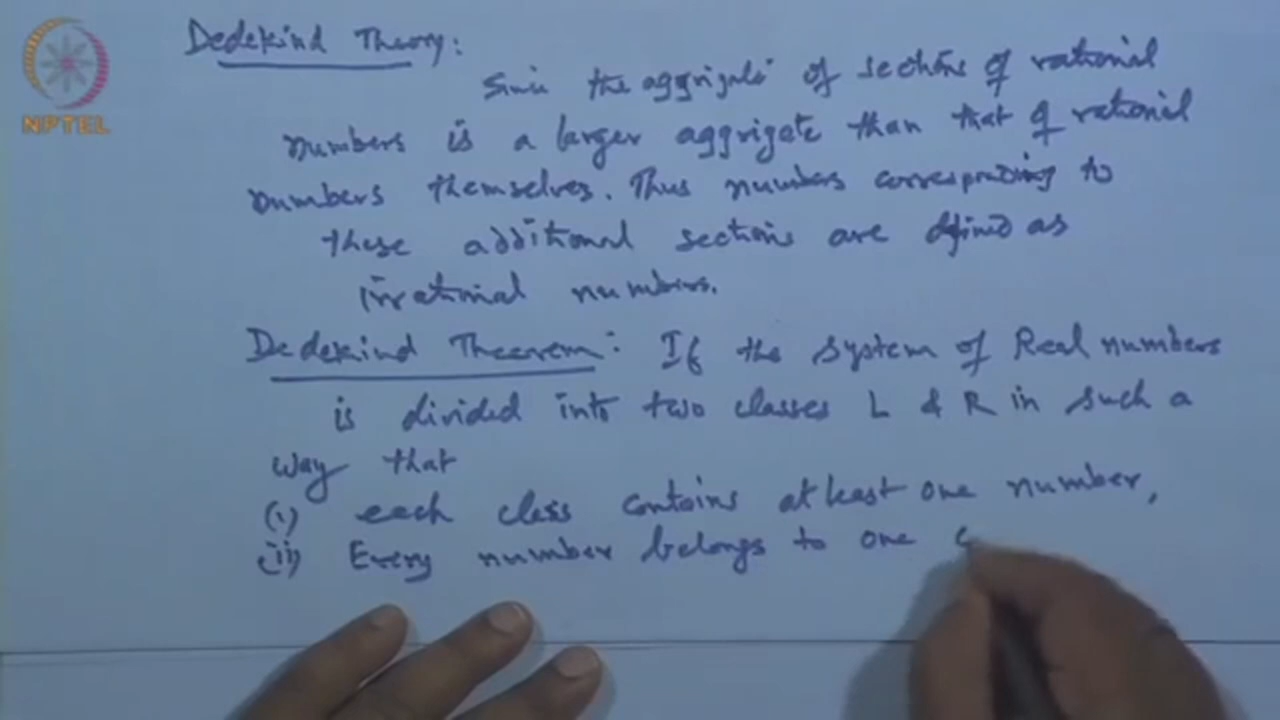 NPTEL
Dedekind Theory:
Since the aggrigate of sections of rational
numbers is a larger aggrigate than that of rational
numbers themselves. Thus numbers corresponding to
these additional sections are defined as
irrational numbers.
Dedekind Theorem: If the system of Real numbers
is divided into two classes L & R in such a
way that
(i) each class contains at least one number,
(ii) Every number belongs to one